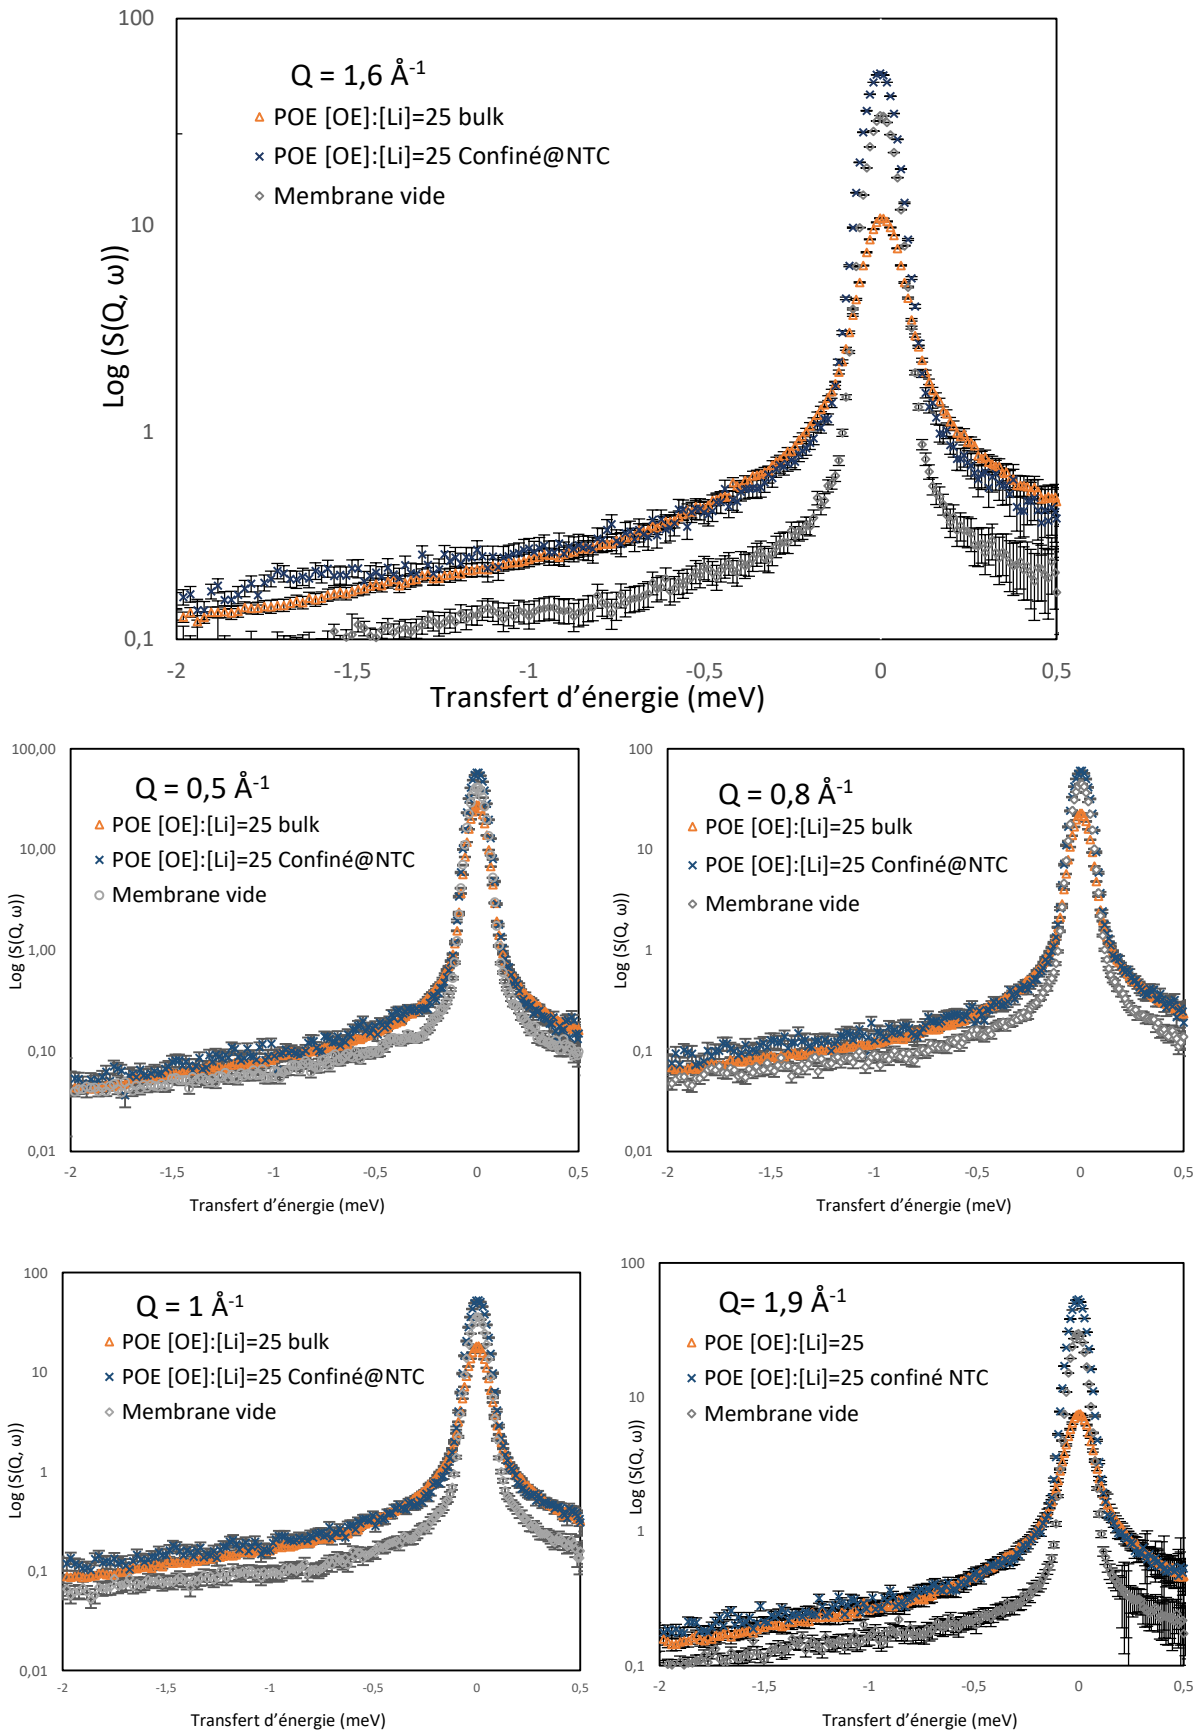 100
Q = 1,6 Å⁻¹
POE [OE]:[Li]=25 bulk
POE [OE]:[Li]=25 Confiné@NTC
Membrane vide
10
Log (S(Q, ω))
1
0,1
-2 -1,5 -1 -0,5 0 0,5
Transfert d’énergie (meV)
100,00
Q = 0,5 Å⁻¹
POE [OE]:[Li]=25 bulk
POE [OE]:[Li]=25 Confiné@NTC
Membrane vide
10,00
1,00
0,10
0,01
Log (S(Q, ω))
-2 -1,5 -1 -0,5 0 0,5
Transfert d’énergie (meV)
100
Q = 0,8 Å⁻¹
POE [OE]:[Li]=25 bulk
POE [OE]:[Li]=25 Confiné@NTC
Membrane vide
10
1
0,1
0,01
Log (S(Q, ω))
-2 -1,5 -1 -0,5 0 0,5
Transfert d’énergie (meV)
100
Q = 1 Å⁻¹
POE [OE]:[Li]=25 bulk
POE [OE]:[Li]=25 Confiné@NTC
Membrane vide
10
1
0,1
0,01
Log (S(Q, ω))
-2 -1,5 -1 -0,5 0 0,5
Transfert d’énergie (meV)
100
Q= 1,9 Å⁻¹
POE [OE]:[Li]=25
POE [OE]:[Li]=25 confiné NTC
Membrane vide
10
1
0,1
Log (S(Q, ω))
-2 -1,5 -1 -0,5 0 0,5
Transfert d’énergie (meV)